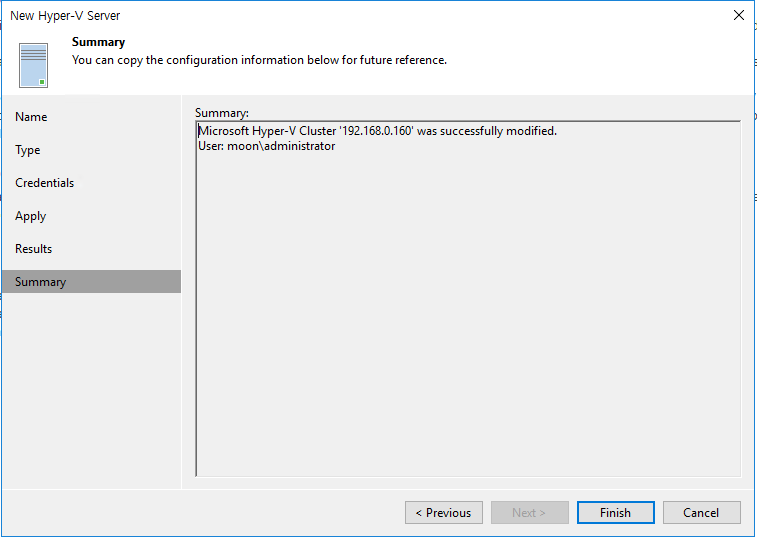 New Hyper-V Server
Summary
You can copy the configuration information below for future reference.
Name
Type
Credentials
Apply
Results
Summary
Summary:
Microsoft Hyper-V Cluster '192.168.0.160' was successfully modified.
User: moon\administrator
< Previous
Next >
Finish
Cancel